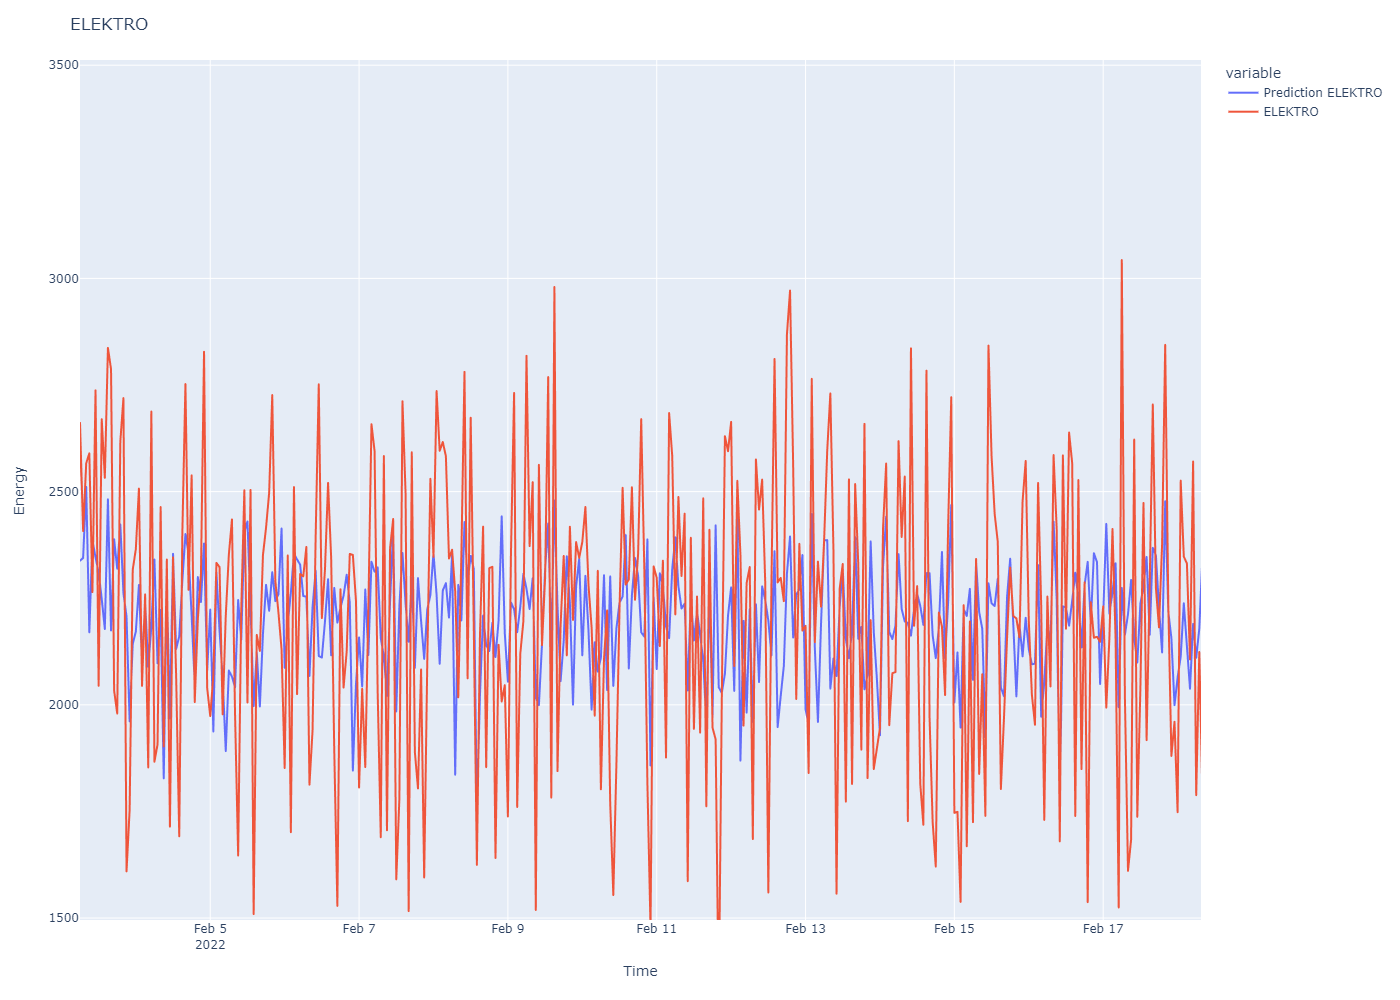 ELEKTRO
variable
Prediction ELEKTRO
ELEKTRO
3500
3000
2500
2000
1500
Energy
Feb 5
2022
Feb 7
Feb 9
Feb 11
Feb 13
Feb 15
Feb 17
Time